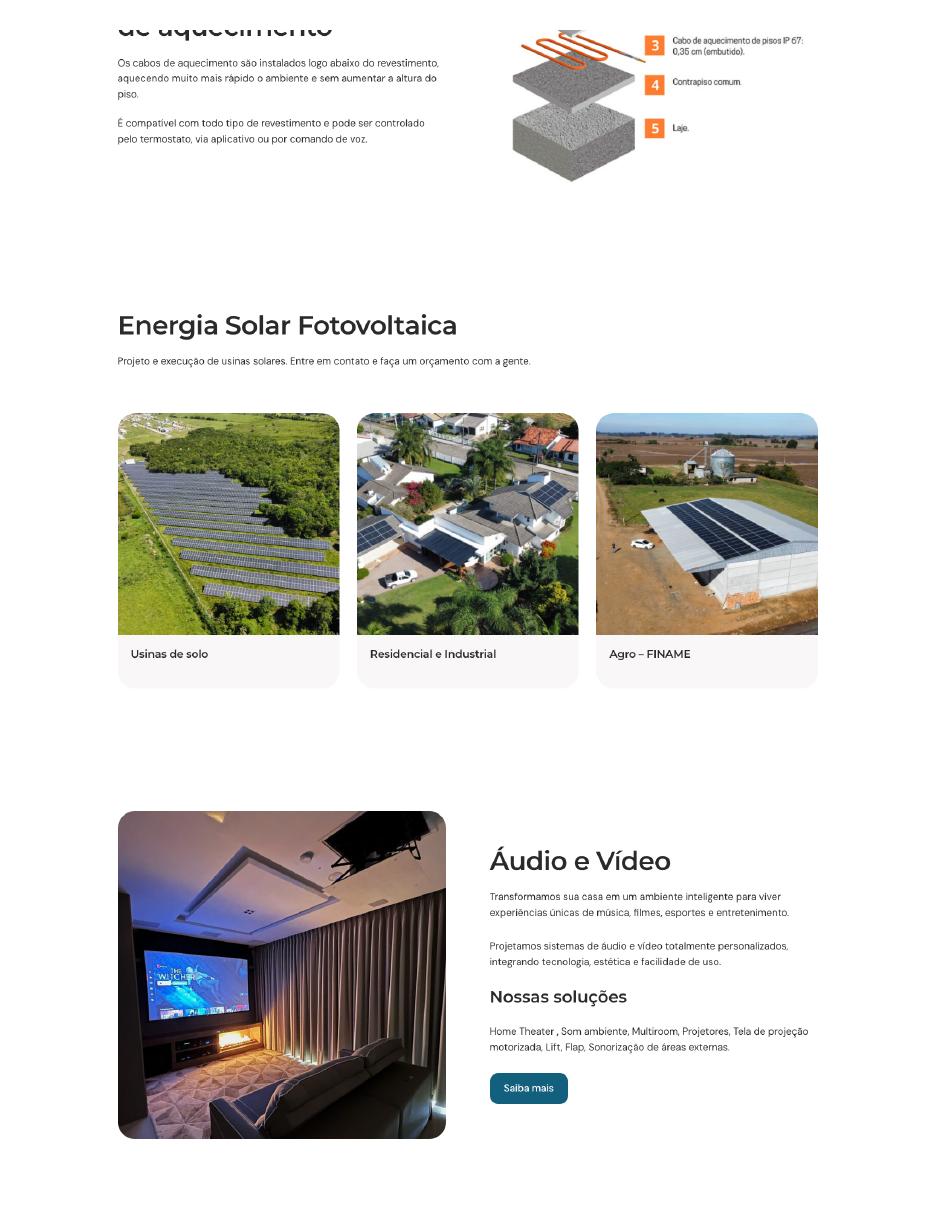 de aquecimento
Os cabos de aquecimento são instalados logo abaixo do revestimento,
aquecendo muito mais rápido o ambiente e sem aumentar a altura do
piso.
É compatível com todo tipo de revestimento e pode ser controlado
pelo termostato, via aplicativo ou por comando de voz.
3 Cabo de aquecimento de pisos IP 67:
0,35 cm (embutido).
4 Contrapiso comum.
5 Laje.
Energia Solar Fotovoltaica
Projeto e execução de usinas solares. Entre em contato e faça um orçamento com a gente.
Usinas de solo
Residencial e Industrial
Agro – FINAME
THE
WITCHER
Áudio e Vídeo
Transformamos sua casa em um ambiente inteligente para viver
experiências únicas de música, filmes, esportes e entretenimento.
Projetamos sistemas de áudio e vídeo totalmente personalizados,
integrando tecnologia, estética e facilidade de uso.
Nossas soluções
Home Theater , Som ambiente, Multiroom, Projetores, Tela de projeção
motorizada, Lift, Flap, Sonorização de áreas externas.
Saiba mais